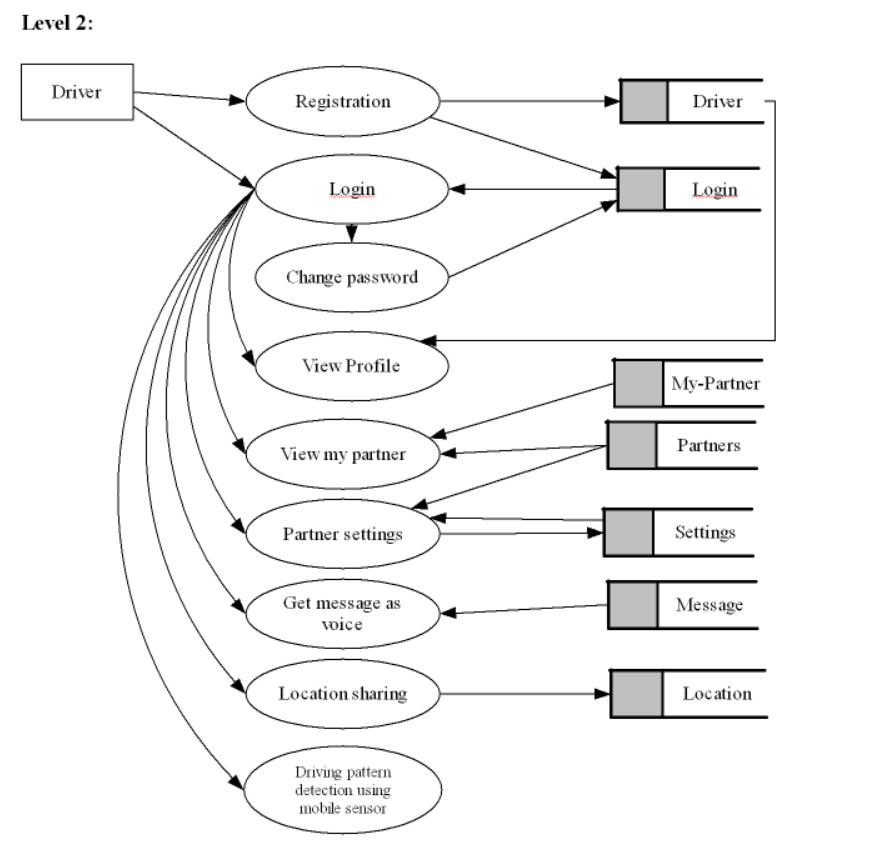 Level 2:
Driver
Registration
Driver
Login
Login
Change password
View Profile
My-Partner
View my partner
Partners
Partner settings
Settings
Get message as
voice
Message
Location sharing
Location
Driving pattern
detection using
mobile sensor